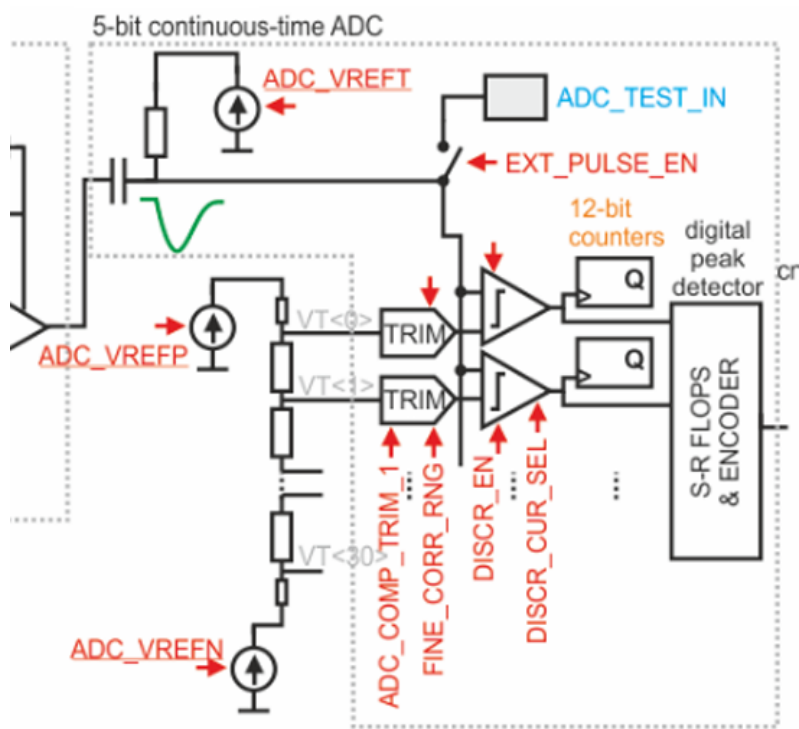 5-bit continuous-time ADC
ADC_VREFT
ADC_TEST_IN
EXT_PULSE_EN
12-bit
counters
digital
peak
detector
cn
Q
VT<0>
TRIM
ADC_VREFP
Q
VT<1>
TRIM
S-R FLOPS
& ENCODER
VT<30>
ADC_COMP_TRIM_1
FINE_CORR_RNG
DISCR_EN
DISCR_CUR_SEL
ADC_VREFN